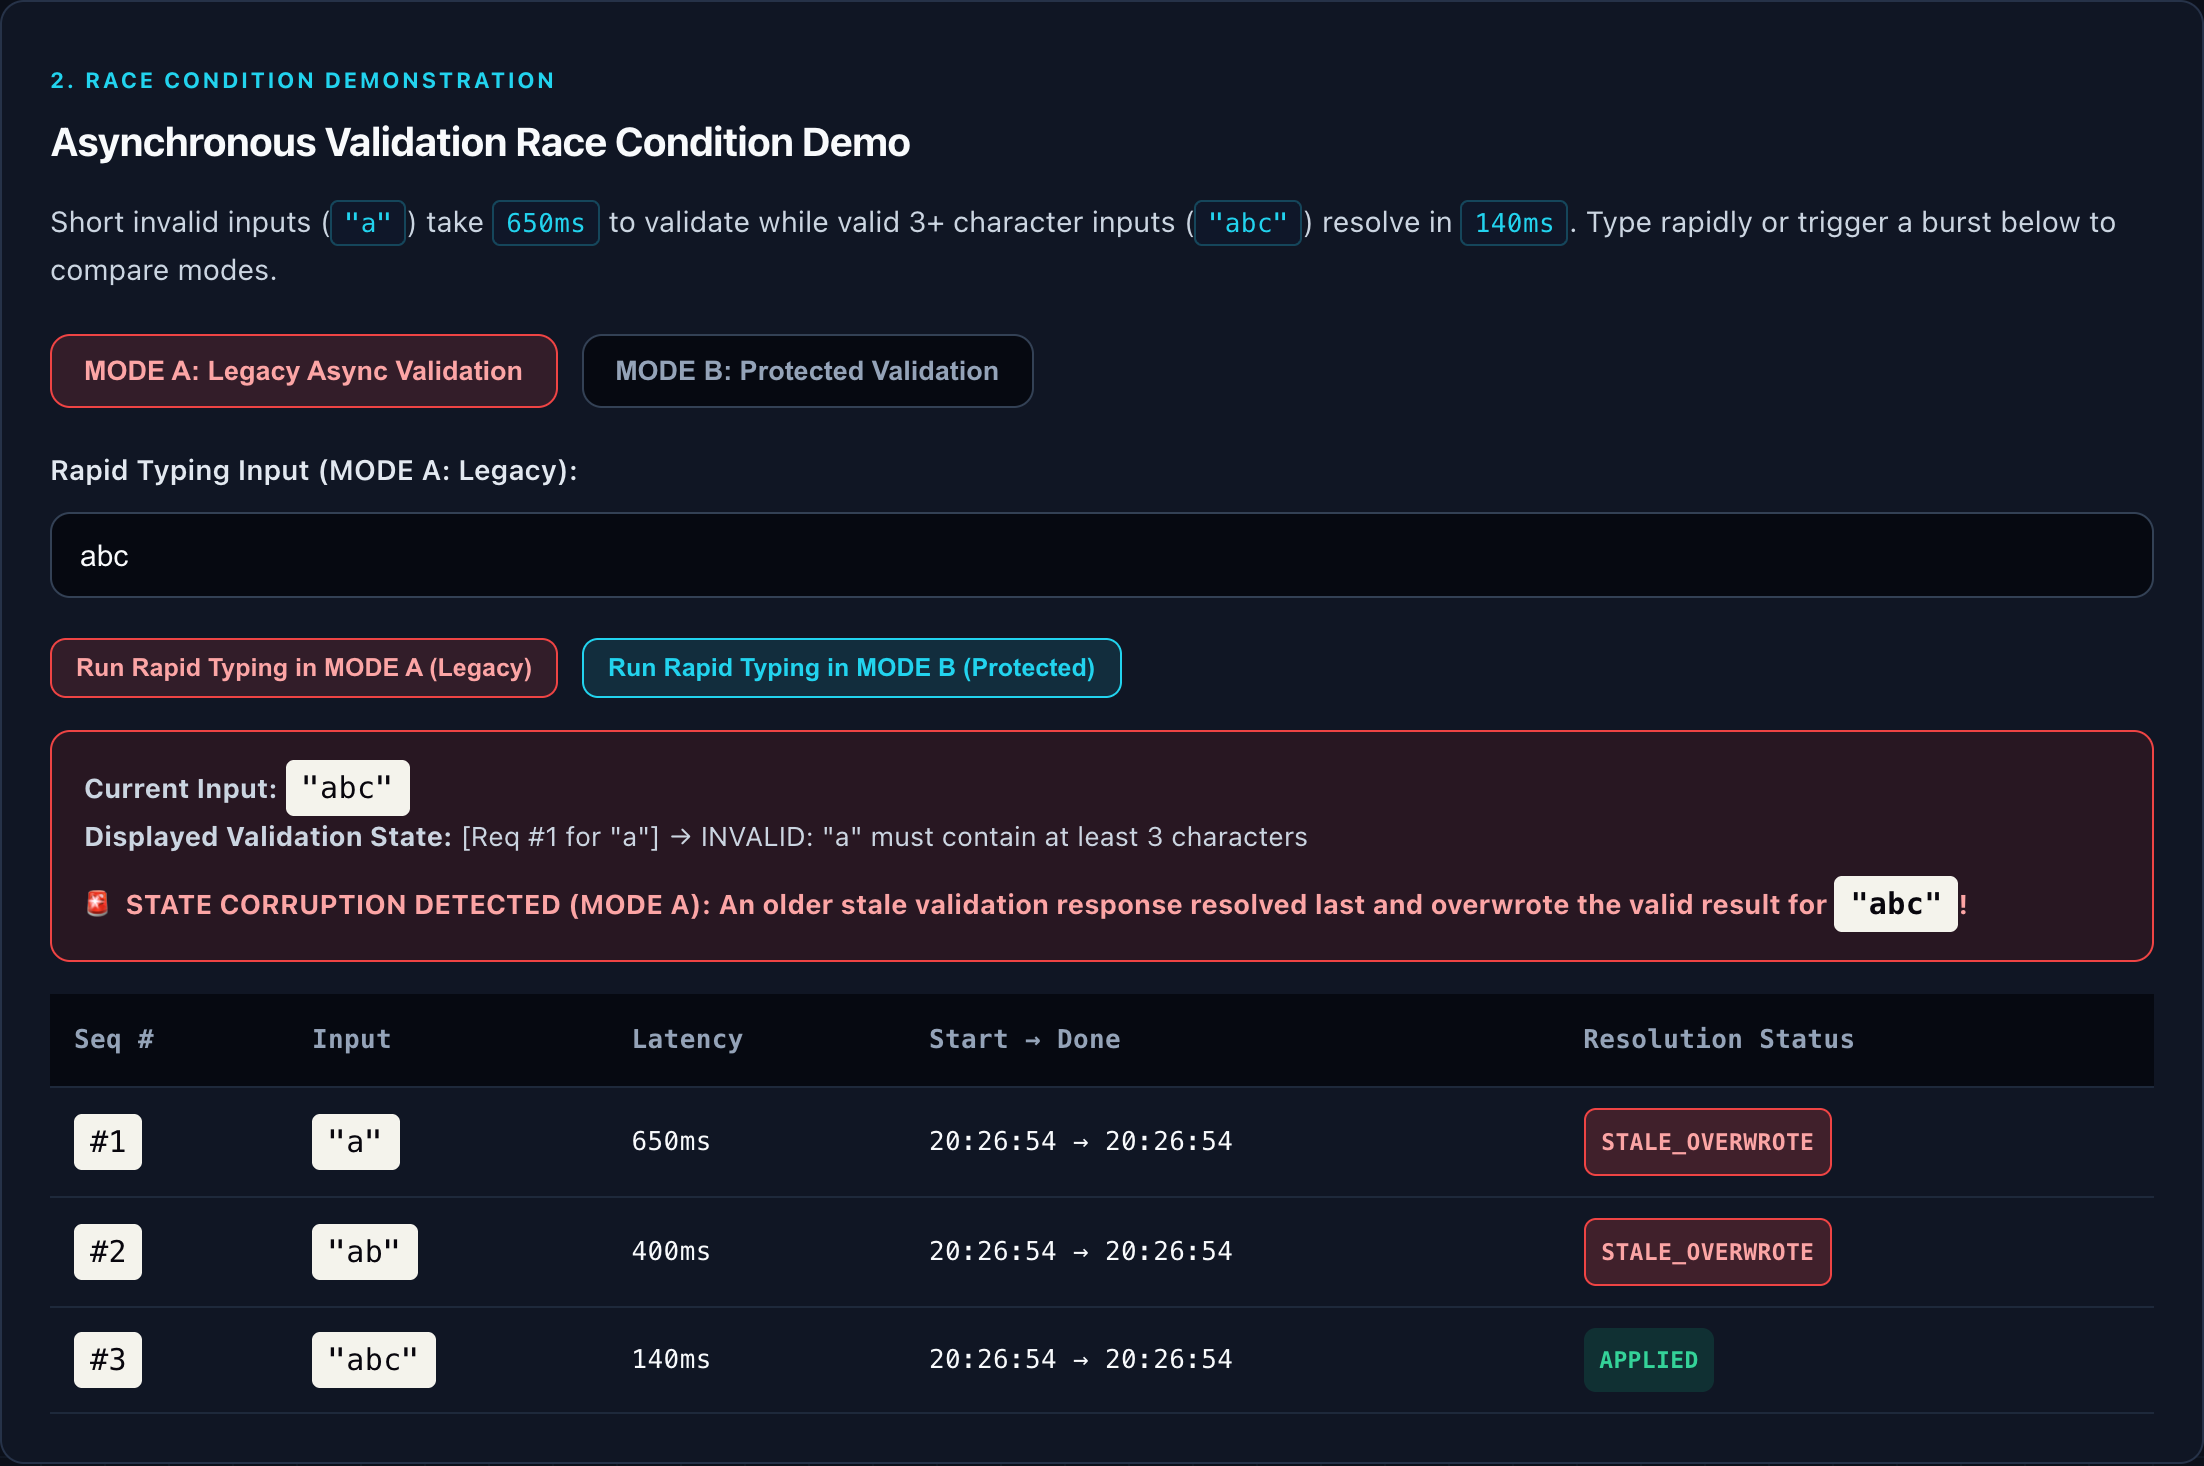 2. RACE CONDITION DEMONSTRATION
Asynchronous Validation Race Condition Demo
Short invalid inputs ("a") take 650ms to validate while valid 3+ character inputs ("abc") resolve in 140ms. Type rapidly or trigger a burst below to
compare modes.
MODE A: Legacy Async Validation MODE B: Protected Validation
Rapid Typing Input (MODE A: Legacy):
abc
Run Rapid Typing in MODE A (Legacy) Run Rapid Typing in MODE B (Protected)
Current Input: "abc"
Displayed Validation State: [Req #1 for "a"] → INVALID: "a" must contain at least 3 characters
🚨 STATE CORRUPTION DETECTED (MODE A): An older stale validation response resolved last and overwrote the valid result for "abc"!
Seq # Input Latency Start → Done Resolution Status
#1 "a" 650ms 20:26:54 → 20:26:54 STALE_OVERWROTE
#2 "ab" 400ms 20:26:54 → 20:26:54 STALE_OVERWROTE
#3 "abc" 140ms 20:26:54 → 20:26:54 APPLIED